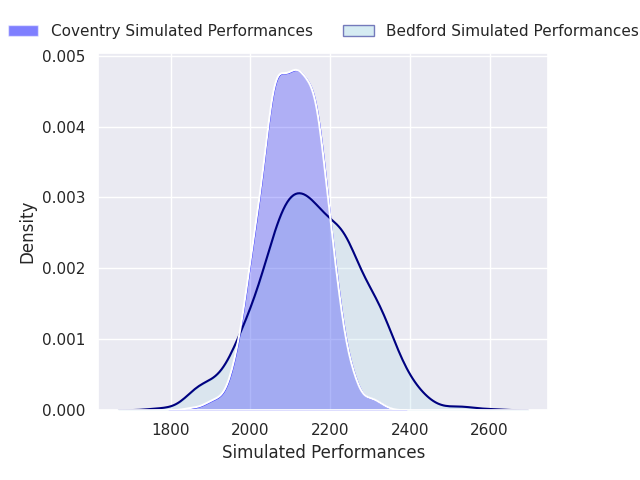 Coventry Simulated Performances Bedford Simulated Performances
0.005
0.004
0.003
0.002
0.001
0.000
Density
1800 2000 2200 2400 2600
Simulated Performances